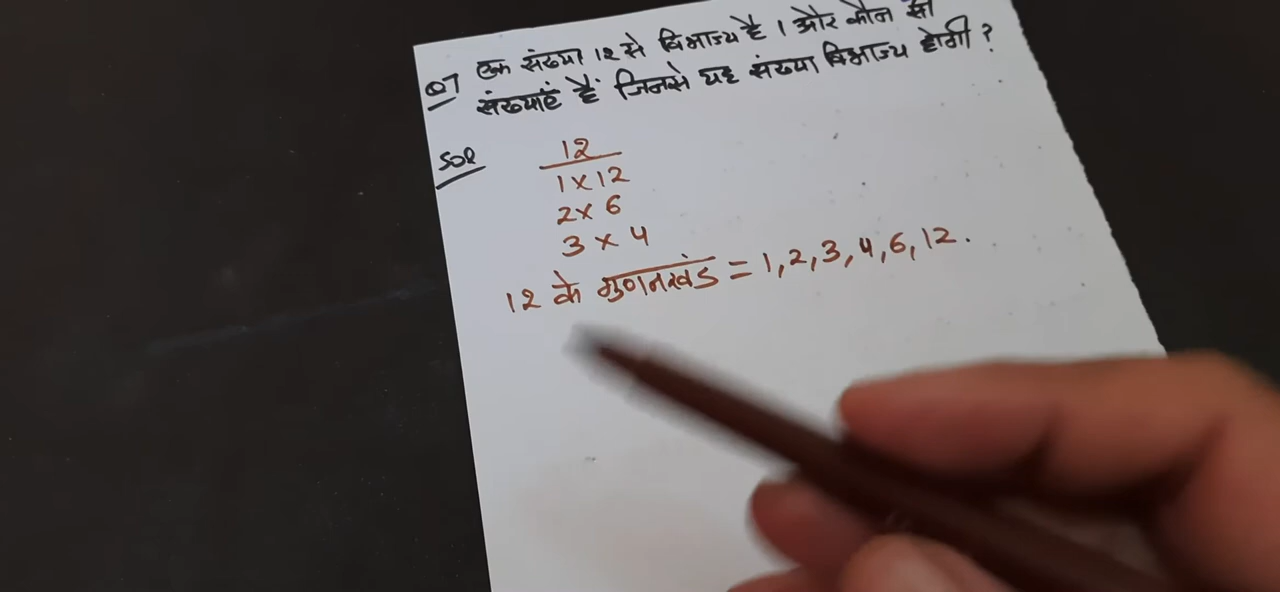 Q7 एक संख्या 12 से विभाज्य है । और कौन सी
संख्याएं हैं जिनसे यह संख्या विभाज्य होगी ?
Sol
12
1 × 12
2 × 6
3 × 4
12 के गुणनखंड = 1, 2, 3, 4, 6, 12.